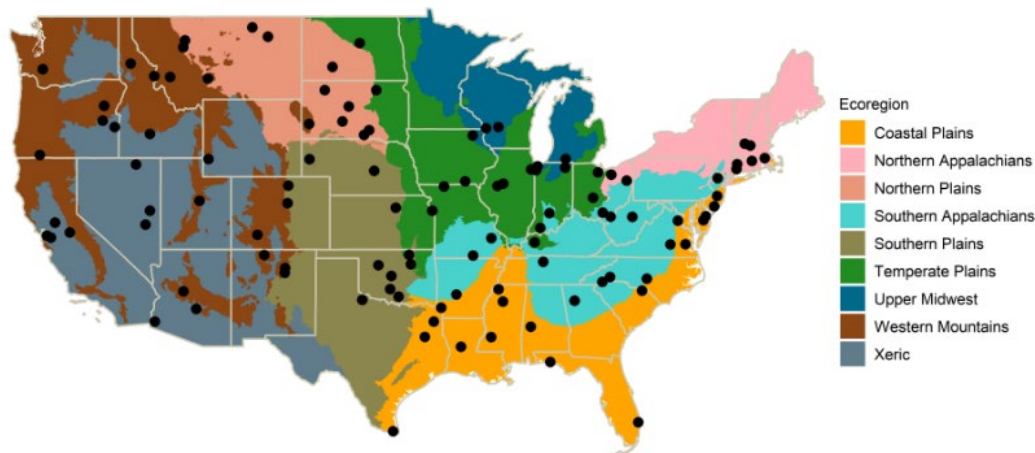 Ecoregion
Coastal Plains
Northern Appalachians
Northern Plains
Southern Appalachians
Southern Plains
Temperate Plains
Upper Midwest
Western Mountains
Xeric